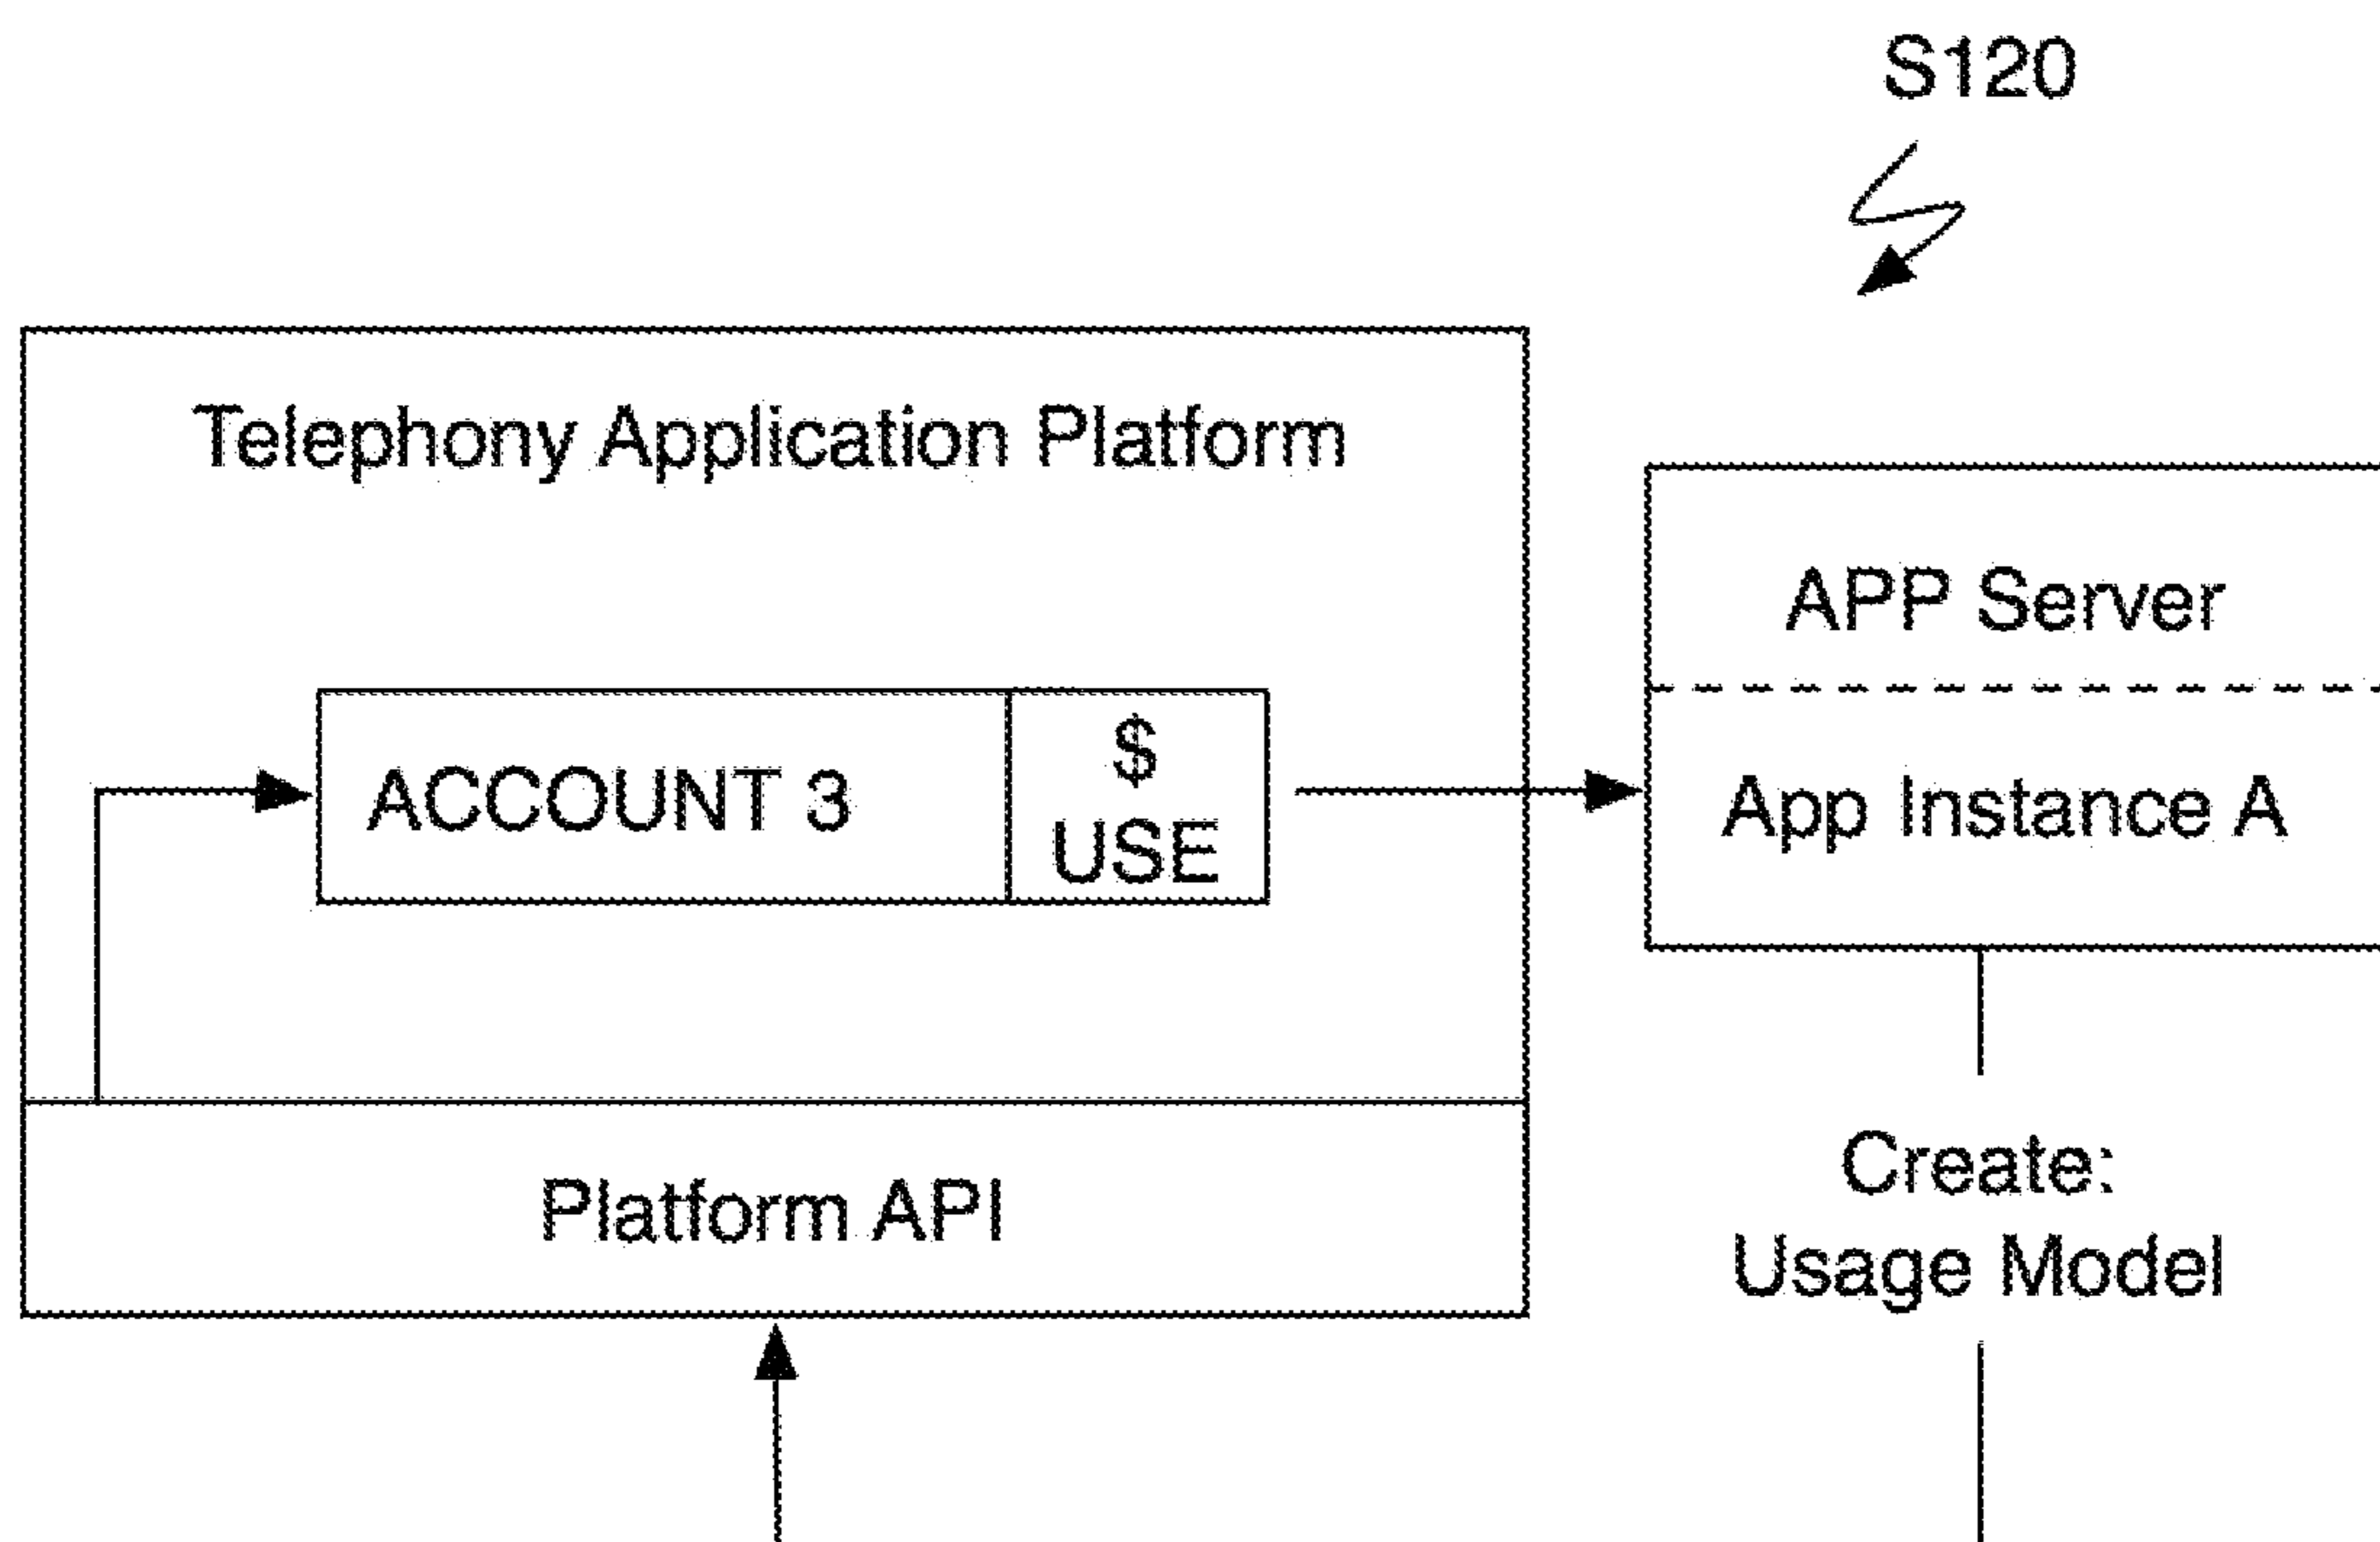 S120
Telephony Application Platform
APP Server
ACCOUNT 3
$
USE
App Instance A
Platform API
Create:
Usage Model